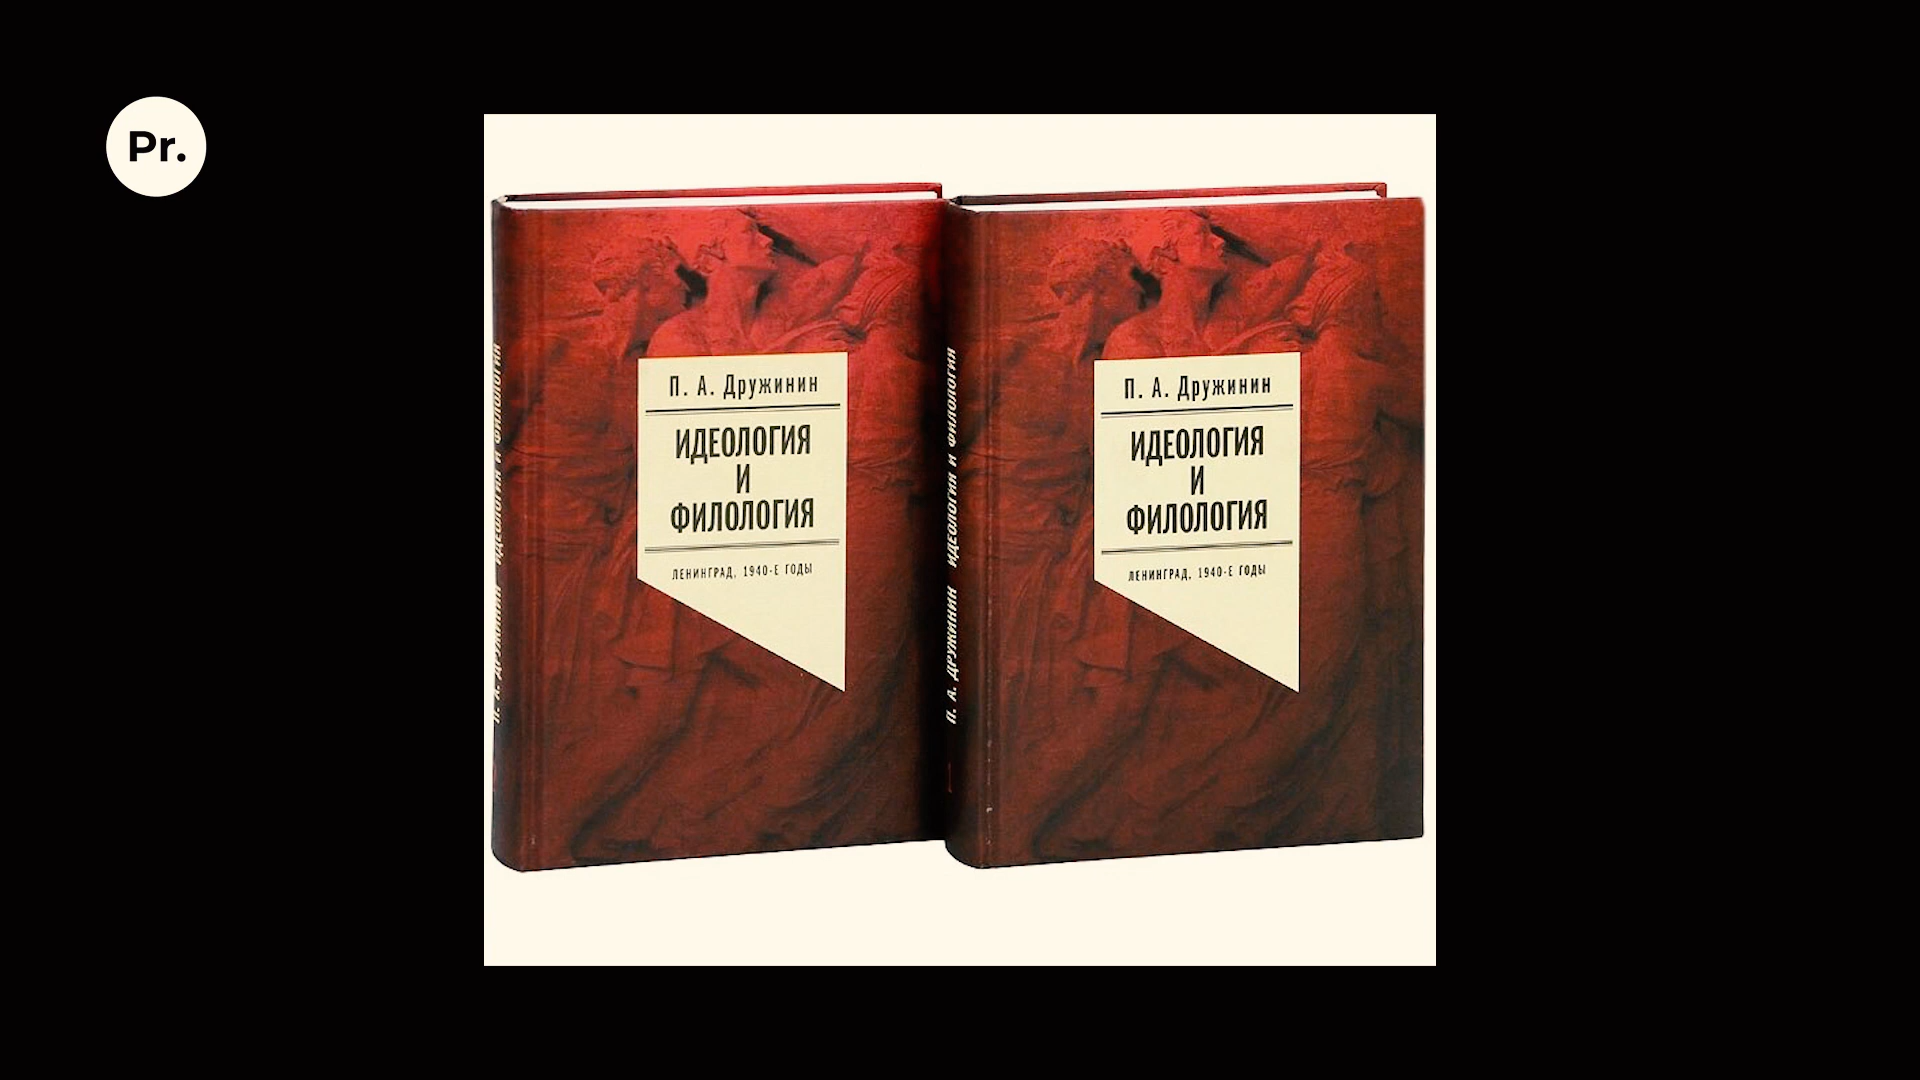 Pr.
П. А. Дружинин
ИДЕОЛОГИЯ
И
ФИЛОЛОГИЯ
ЛЕНИНГРАД, 1940-Е ГОДЫ
П. А. ДРУЖИНИН ИДЕОЛОГИЯ И ФИЛОЛОГИЯ
П. А. Дружинин
ИДЕОЛОГИЯ
И
ФИЛОЛОГИЯ
ЛЕНИНГРАД, 1940-Е ГОДЫ
П. А. ДРУЖИНИН ИДЕОЛОГИЯ И ФИЛОЛОГИЯ